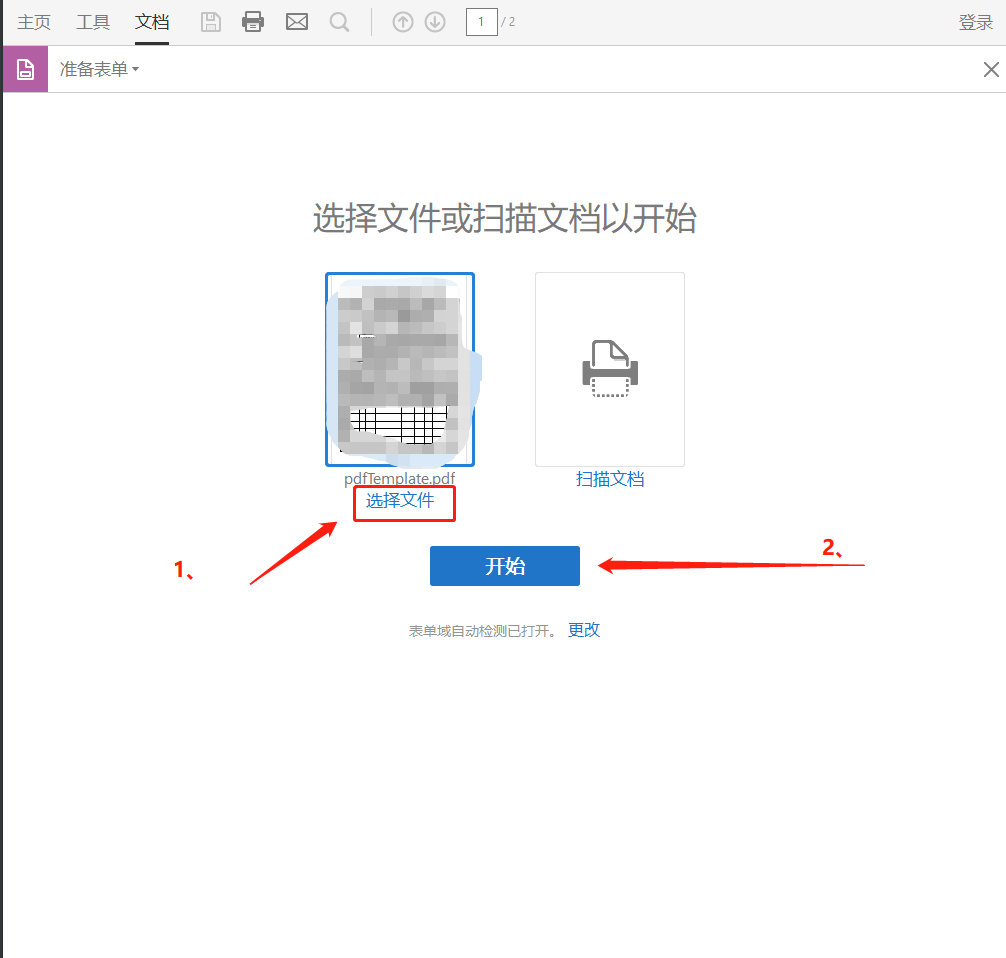 主页 工具 文档 1 / 2 登录
准备表单
选择文件或扫描文档以开始
pdfTemplate.pdf
选择文件
扫描文档
1、
开始
2、
表单域自动检测已打开。 更改